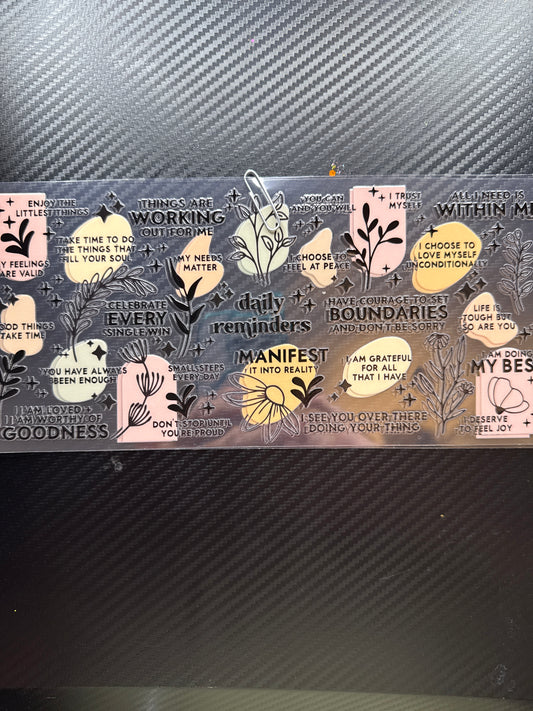 ENJOY THE
LITTLEST THINGS
MY FEELINGS
ARE VALID
GOOD THINGS
TAKE TIME
I AM LOVED +
I AM WORTHY OF
GOODNESS
TAKE TIME TO DO
THE THINGS THAT
FILL YOUR SOUL
YOU HAVE ALWAYS
BEEN ENOUGH
THINGS ARE
WORKING
OUT FOR ME
MY NEEDS
MATTER
CELEBRATE
EVERY
SINGLE WIN
SMALL STEPS
EVERY DAY
DON'T STOP UNTIL
YOU'RE PROUD
daily
reminders
MANIFEST
IT INTO REALITY
YOU CAN
AND YOU WILL
I CHOOSE TO
FEEL AT PEACE
I TRUST
MYSELF
HAVE COURAGE TO SET
BOUNDARIES
AND DON'T BE SORRY
I AM GRATEFUL
FOR ALL
THAT I HAVE
I SEE YOU OVER THERE
DOING YOUR THING
ALL I NEED IS
WITHIN ME
I CHOOSE TO
LOVE MYSELF
UNCONDITIONALLY
LIFE IS
TOUGH BUT
SO ARE YOU
I AM DOING
MY BEST
I DESERVE
TO FEEL JOY